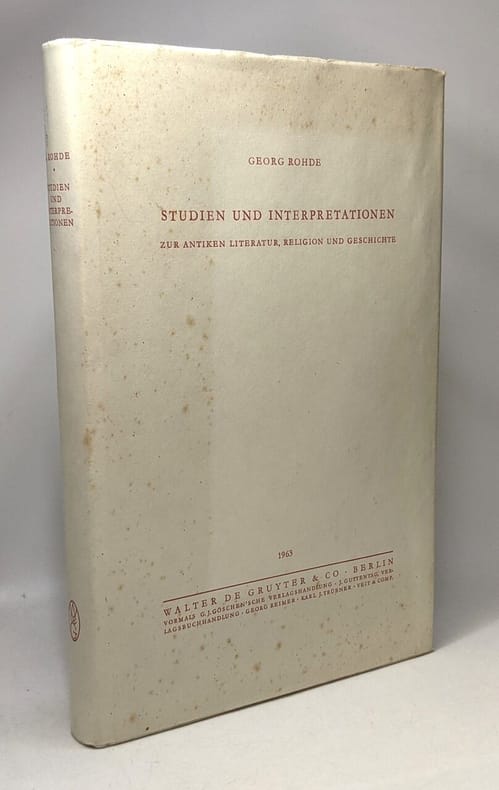 ROHDE
STUDIEN
UND
INTERPRE-
TIONEN
GEORG ROHDE
STUDIEN UND INTERPRETATIONEN
ZUR ANTIKEN LITERATUR, RELIGION UND GESCHICHTE
1963
WALTER DE GRUYTER & CO · BERLIN
VORMALS G. J. GÖSCHEN'SCHE VERLAGSHANDLUNG · J. GUTTENTAG, VER-
LAGSBUCHHANDLUNG · GEORG REIMER · KARL J. TRÜBNER · VEIT & COMP.